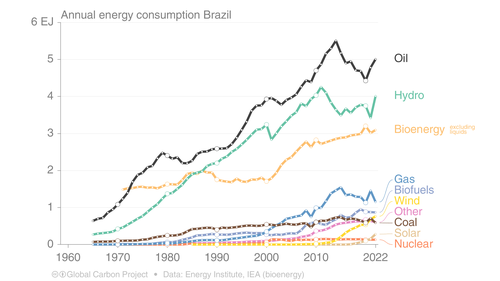 Annual energy consumption Brazil
6 EJ
5
4
3
2
1
0
1960
1970
1980
1990
2000
2010
2022
Oil
Hydro
Bioenergy excluding
liquids
Gas
Biofuels
Wind
Other
Coal
Solar
Nuclear
Global Carbon Project • Data: Energy Institute, IEA (bioenergy)